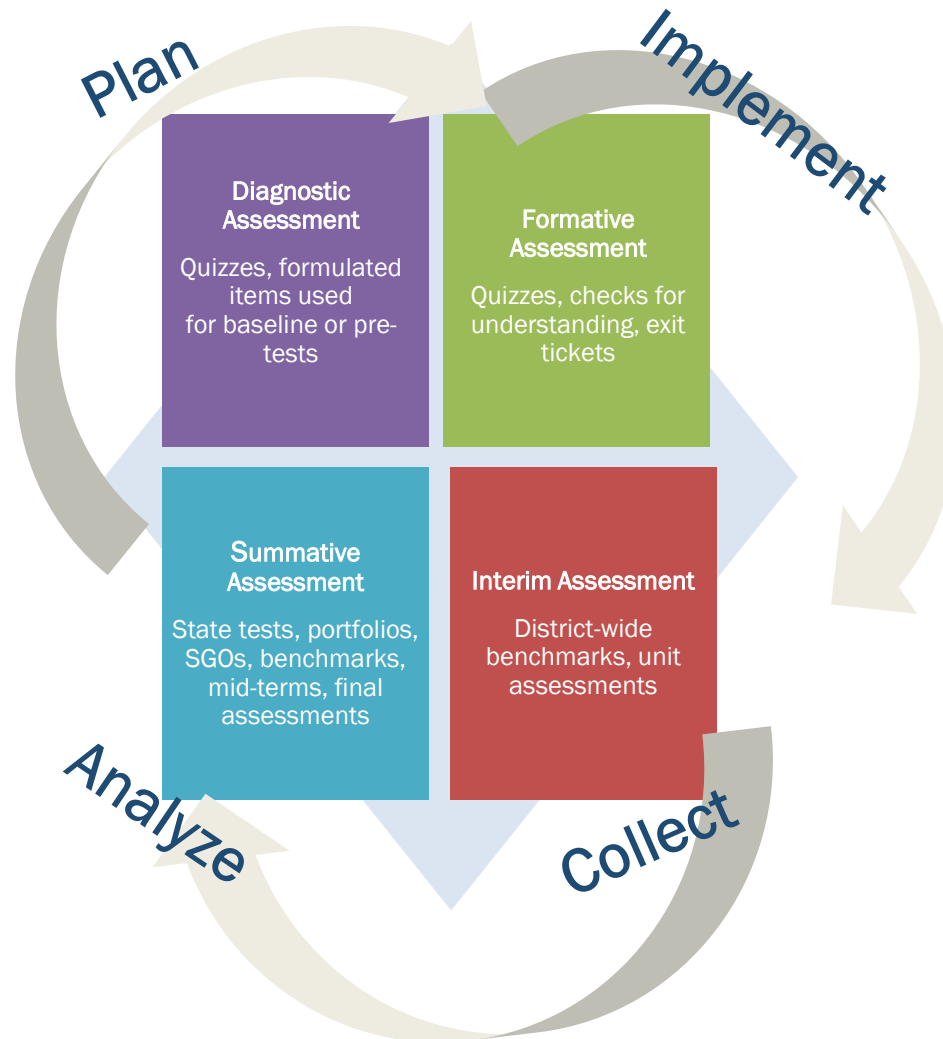 Plan
Implement
Diagnostic
Assessment
Quizzes, formulated
items used
for baseline or pre-
tests
Formative
Assessment
Quizzes, checks for
understanding, exit
tickets
Summative
Assessment
State tests, portfolios,
SGOs, benchmarks,
mid-terms, final
assessments
Interim Assessment
District-wide
benchmarks, unit
assessments
Analyze
Collect